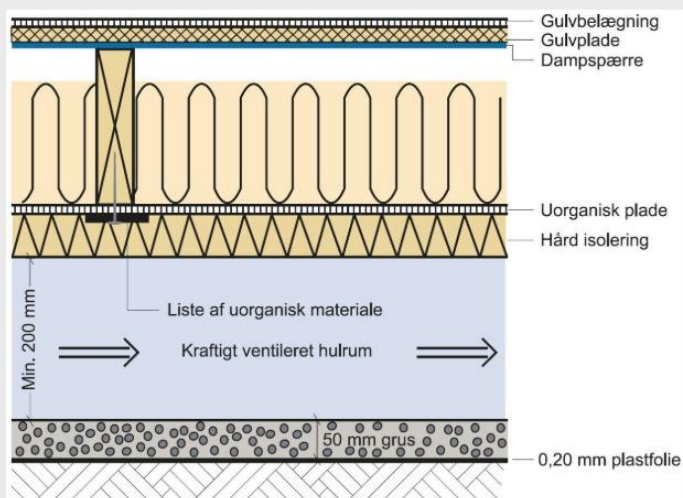 Gulvbelægning
Gulvplade
Dampspærre
Uorganisk plade
Hård isolering
Liste af uorganisk materiale
Min. 200 mm
Kraftigt ventileret hulrum
50 mm grus
0,20 mm plastfolie